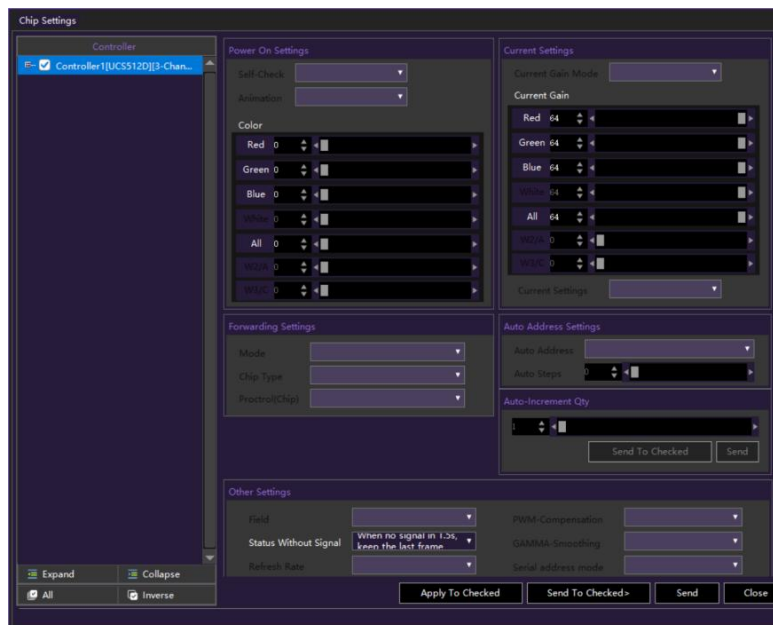 Chip Settings
Controller
Controller1[UCS512D][3-Chan...
Expand
Collapse
All
Inverse
Power On Settings
Self-Check
Animation
Color
Red 0
Green 0
Blue 0
White 0
All 0
W2/A 0
W3/C 0
Current Settings
Current Gain Mode
Current Gain
Red 64
Green 64
Blue 64
White 64
All 64
W2/A 0
W3/C 0
Current Settings
Forwarding Settings
Mode
Chip Type
Proctrol(Chip)
Auto Address Settings
Auto Address
Auto Steps 0
Auto-Increment Qty
1
Send To Checked
Send
Other Settings
Field
Status Without Signal
When no signal in 1.5s,
keep the last frame
Refresh Rate
PWM-Compensation
GAMMA-Smoothing
Serial address mode
Apply To Checked
Send To Checked>
Send
Close